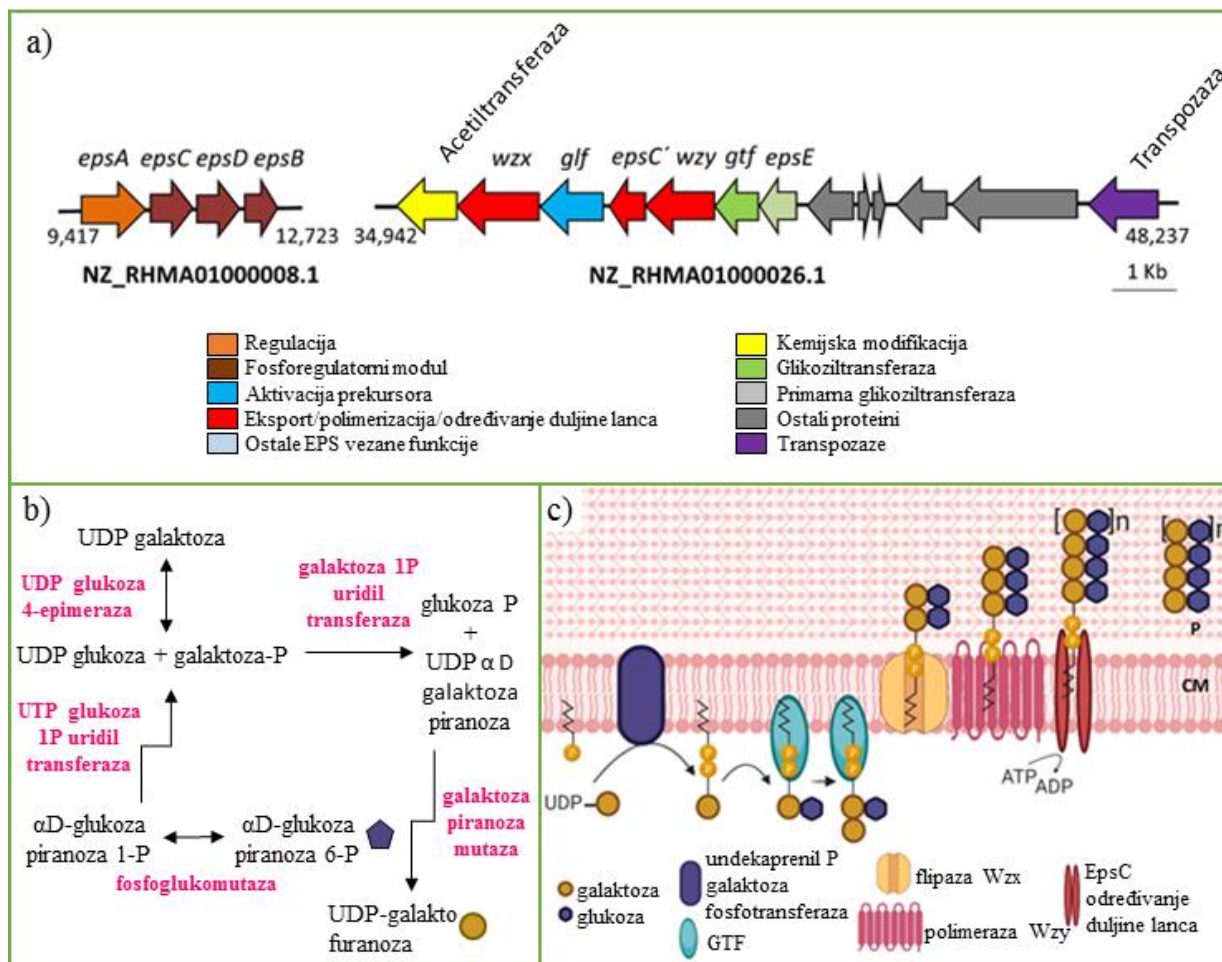 a)
Acetiltransferaza
Transpozaza
epsA epsC epsD epsB
wzx glf epsC´ wzy gtf epsE
9,417 12,723 34,942 48,237
NZ_RHMA01000008.1 NZ_RHMA01000026.1
1 Kb
Regulacija
Fosforegulatorni modul
Aktivacija prekursora
Eksport/polimerizacija/određivanje duljine lanca
Ostale EPS vezane funkcije
Kemijska modifikacija
Glikoziltransferaza
Primarna glikoziltransferaza
Ostali proteini
Transpozaze
b)
UDP galaktoza
UDP glukoza
4-epimeraza
galaktoza 1P
uridil
transferaza
UDP glukoza + galaktoza-P
glukoza P
+
UDP α D
galaktoza
piranoza
UTP glukoza
1P uridil
transferaza
galaktoza
piranoza
mutaza
αD-glukoza
piranoza 1-P
αD-glukoza
piranoza 6-P
fosfoglukomutaza
UDP-galakto
furanoza
c)
[ ]n
[ ]
P
CM
ATP
ADP
UDP
galaktoza
glukoza
undekaprenil P
galaktoza
fosfotransferaza
GTF
flipaza Wzx
polimeraza Wzy
EpsC
određivanje
duljine lanca